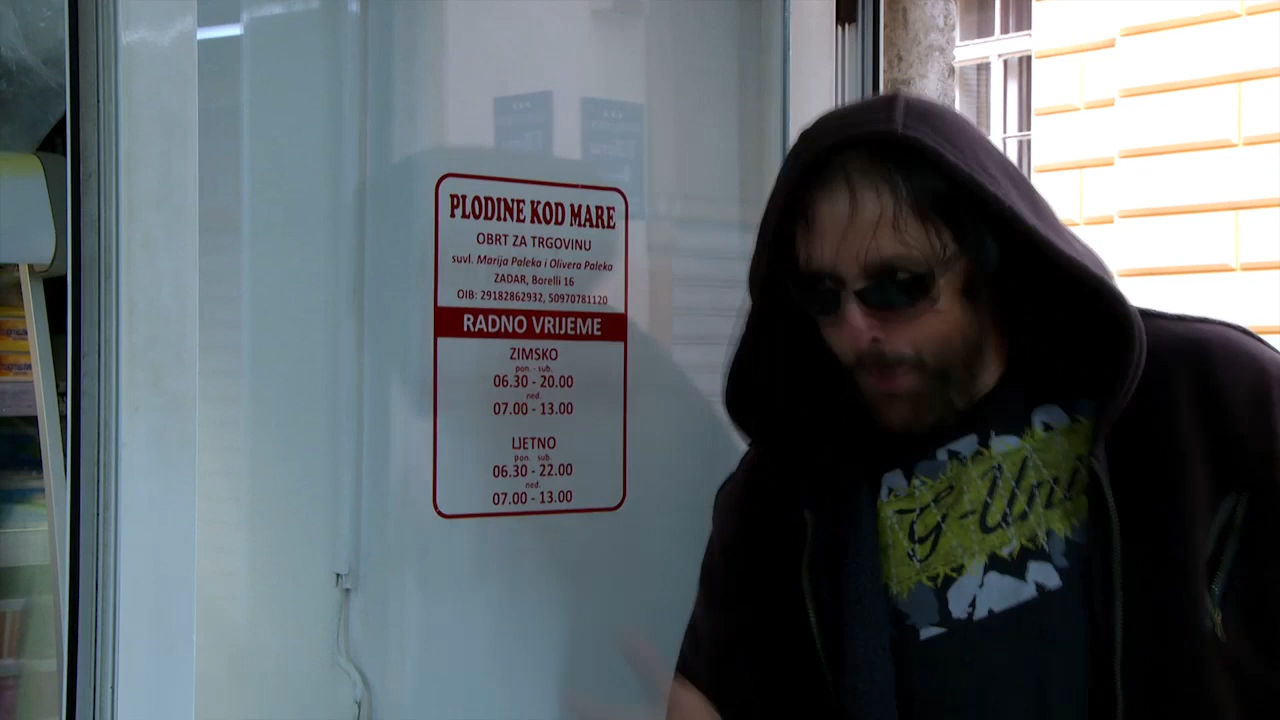 PLODINE KOD MARE
OBRT ZA TRGOVINU
suvl. Marija Paleka i Olivera Paleka
ZADAR, Borelli 16
OIB: 29182862932, 50970781120
RADNO VRIJEME
ZIMSKO
pon. - sub.
06.30 - 20.00
ned.
07.00 - 13.00
LJETNO
pon. sub.
06.30 - 22.00
ned.
07.00 - 13.00
G-Uni